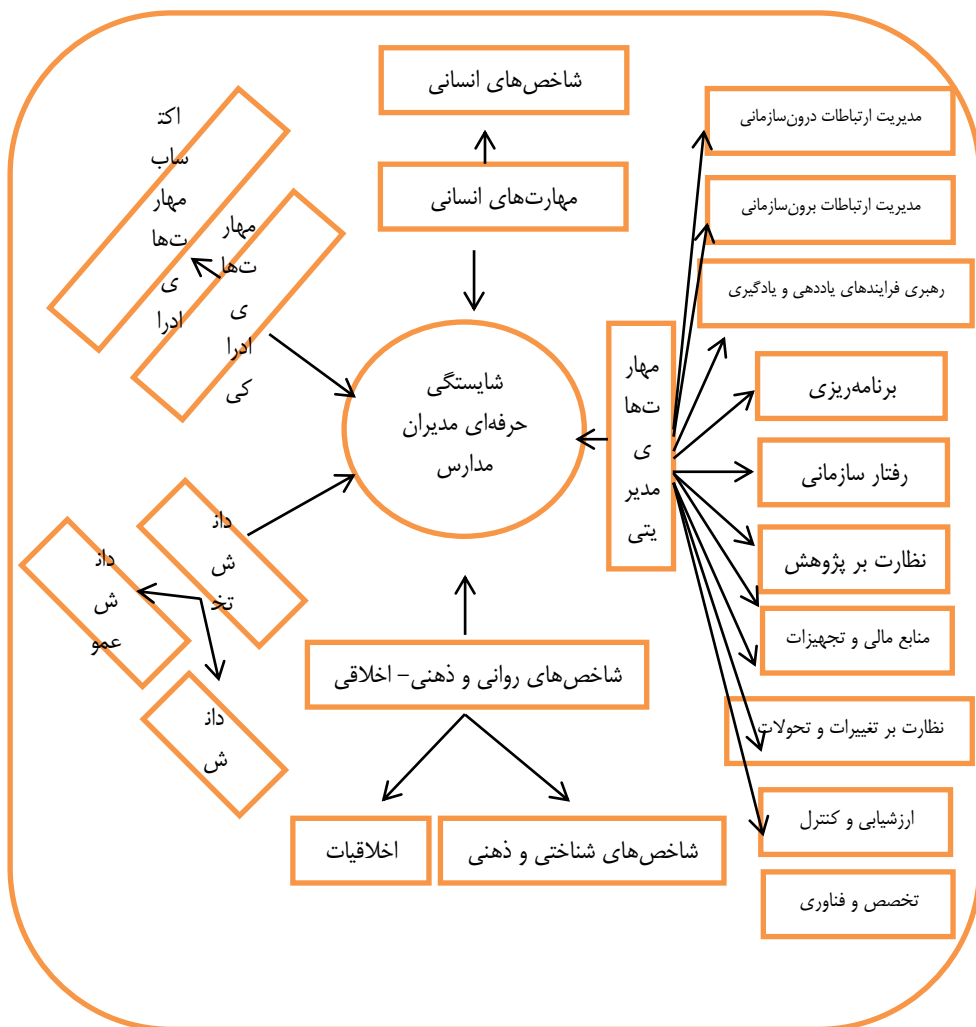 شاخص‌های انسانی
مهارت‌های انسانی
مدیریت ارتباطات درون‌سازمانی
مدیریت ارتباطات برون‌سازمانی
رهبری فرایندهای یاددهی و یادگیری
برنامه‌ریزی
رفتار سازمانی
نظارت بر پژوهش
منابع مالی و تجهیزات
نظارت بر تغییرات و تحولات
ارزشیابی و کنترل
تخصص و فناوری
مهار
ت‌ها
ی
مدیر
یتی
شایستگی
حرفه‌ای مدیران
مدارس
اکت
ساب
مهار
ت‌ها
ی
ادرا
مهار
ت‌ها
ی
ادرا
کی
دان
ش
تخ
دان
ش
عمو
دان
ش
شاخص‌های روانی و ذهنی- اخلاقی
شاخص‌های شناختی و ذهنی
اخلاقیات